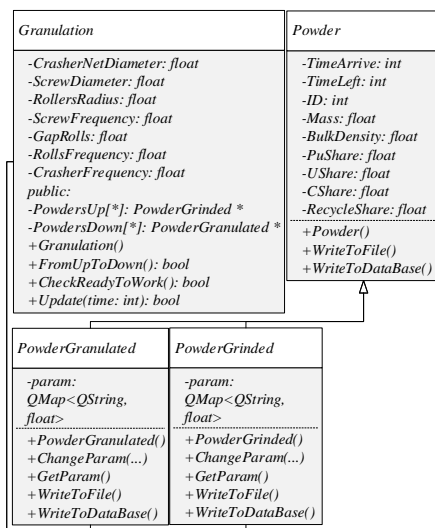 Granulation
-CrasherNetDiameter: float
-ScrewDiameter: float
-RollersRadius: float
-ScrewFrequency: float
-GapRolls: float
-RollsFrequency: float
-CrasherFrequency: float
public:
-PowdersUp[*]: PowderGrinded *
-PowdersDown[*]: PowderGranulated *
+Granulation()
+FromUpToDown(): bool
+CheckReadyToWork(): bool
+Update(time: int): bool
Powder
-TimeArrive: int
-TimeLeft: int
-ID: int
-Mass: float
-BulkDensity: float
-PuShare: float
-UShare: float
-CShare: float
-RecycleShare: float
+Powder()
+WriteToFile()
+WriteToDataBase()
PowderGranulated
-param:
QMap<QString,
float>
+PowderGranulated()
+ChangeParam(...)
+GetParam()
+WriteToFile()
+WriteToDataBase()
PowderGrinded
-param:
QMap<QString,
float>
+PowderGrinded()
+ChangeParam(...)
+GetParam()
+WriteToFile()
+WriteToDataBase()